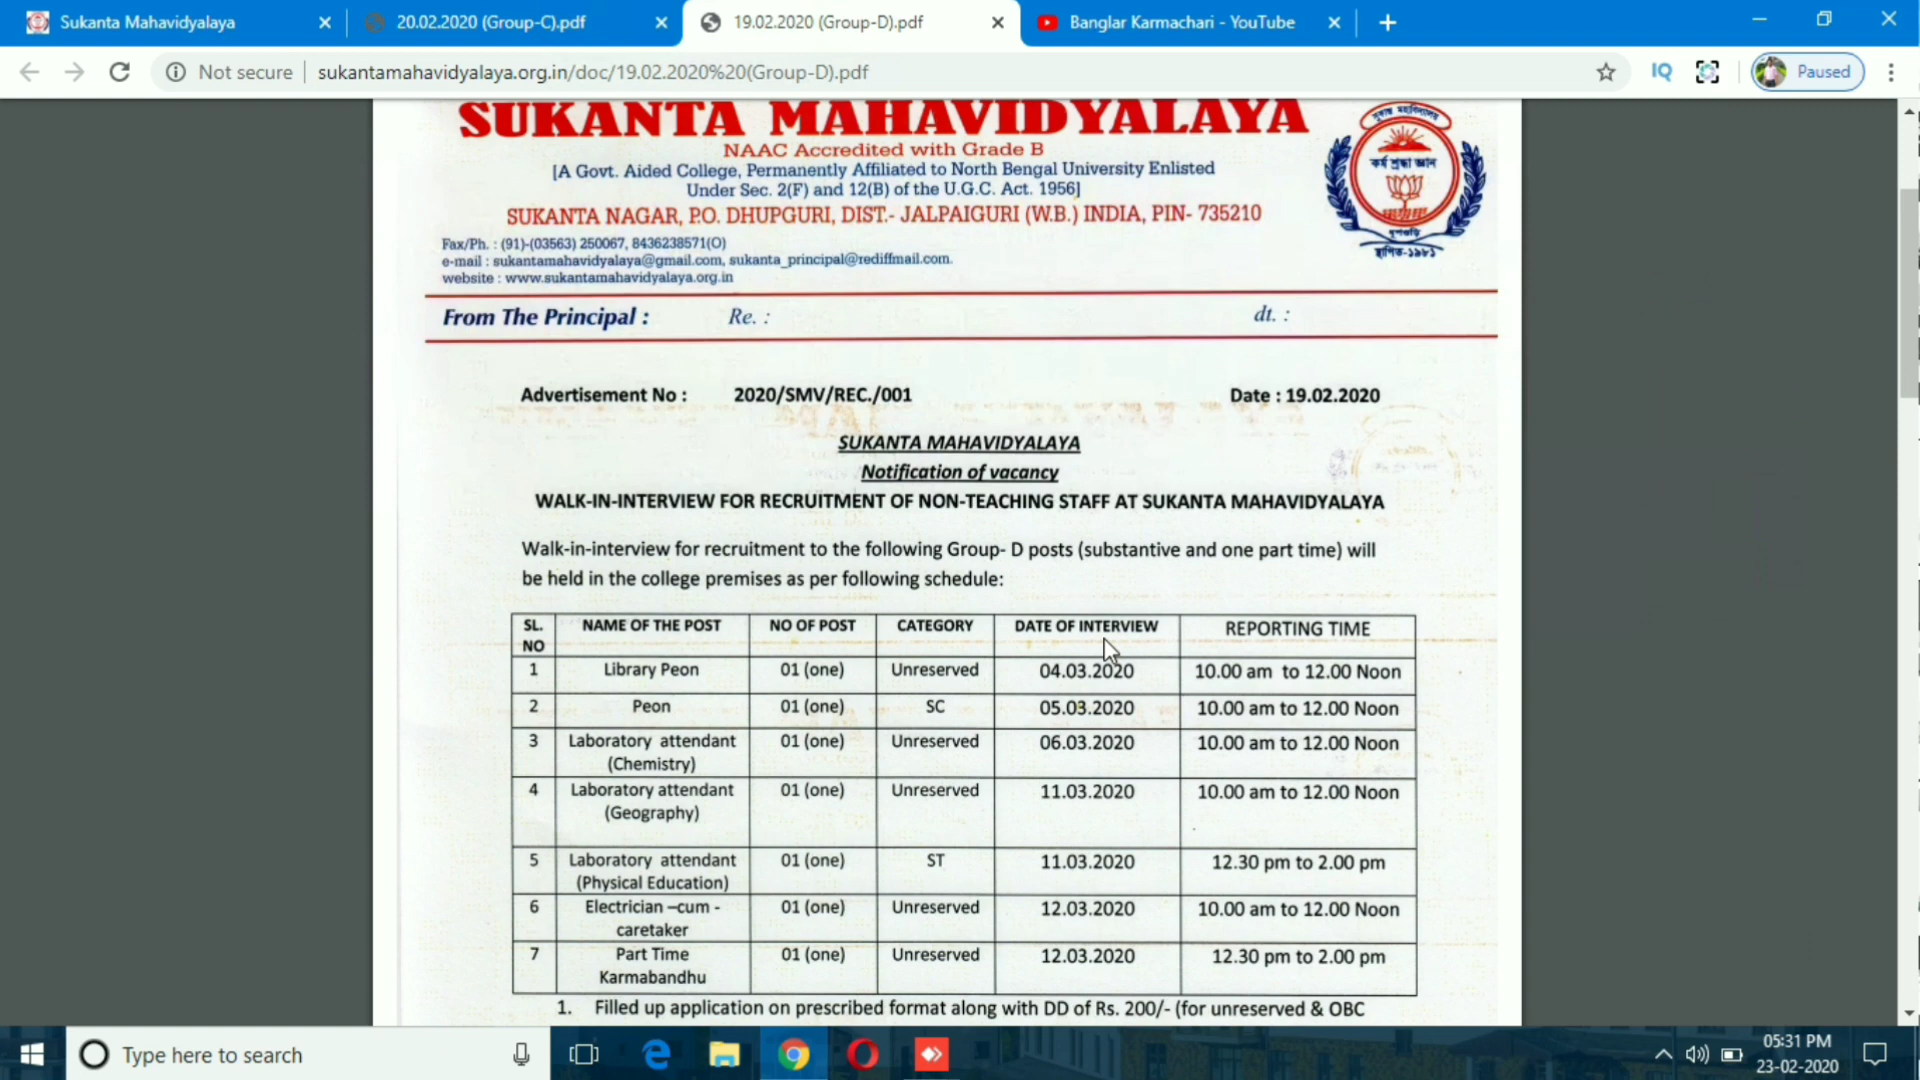 Sukanta Mahavidyalaya
20.02.2020 (Group-C).pdf
19.02.2020 (Group-D).pdf
Banglar Karmachari - YouTube
Not secure
sukantamahavidyalaya.org.in/doc/19.02.2020%20(Group-D).pdf
IQ
Paused
SUKANTA MAHAVIDYALAYA
NAAC Accredited with Grade B
[A Govt. Aided College, Permanently Affiliated to North Bengal University Enlisted
Under Sec. 2(F) and 12(B) of the U.G.C. Act. 1956]
SUKANTA NAGAR, P.O. DHUPGURI, DIST.- JALPAIGURI (W.B.) INDIA, PIN- 735210
কর্ম শ্রদ্ধা জ্ঞান
ধূপগুড়ি
স্থাপিত-১৯৮১
Fax/Ph. : (91)-(03563) 250067, 8436238571(O)
e-mail : sukantamahavidyalaya@gmail.com, sukanta_principal@rediffmail.com.
website : www.sukantamahavidyalaya.org.in
From The Principal : Re. : dt. :
Advertisement No : 2020/SMV/REC./001 Date : 19.02.2020
SUKANTA MAHAVIDYALAYA
Notification of vacancy
WALK-IN-INTERVIEW FOR RECRUITMENT OF NON-TEACHING STAFF AT SUKANTA MAHAVIDYALAYA
Walk-in-interview for recruitment to the following Group- D posts (substantive and one part time) will
be held in the college premises as per following schedule:
SL. NO NAME OF THE POST NO OF POST CATEGORY DATE OF INTERVIEW REPORTING TIME
1 Library Peon 01 (one) Unreserved 04.03.2020 10.00 am to 12.00 Noon
2 Peon 01 (one) SC 05.03.2020 10.00 am to 12.00 Noon
3 Laboratory attendant 01 (one) Unreserved 06.03.2020 10.00 am to 12.00 Noon
(Chemistry)
4 Laboratory attendant 01 (one) Unreserved 11.03.2020 10.00 am to 12.00 Noon
(Geography)
5 Laboratory attendant 01 (one) ST 11.03.2020 12.30 pm to 2.00 pm
(Physical Education)
6 Electrician –cum - 01 (one) Unreserved 12.03.2020 10.00 am to 12.00 Noon
caretaker
7 Part Time 01 (one) Unreserved 12.03.2020 12.30 pm to 2.00 pm
Karmabandhu
1. Filled up application on prescribed format along with DD of Rs. 200/- (for unreserved & OBC
Type here to search
05:31 PM
23-02-2020